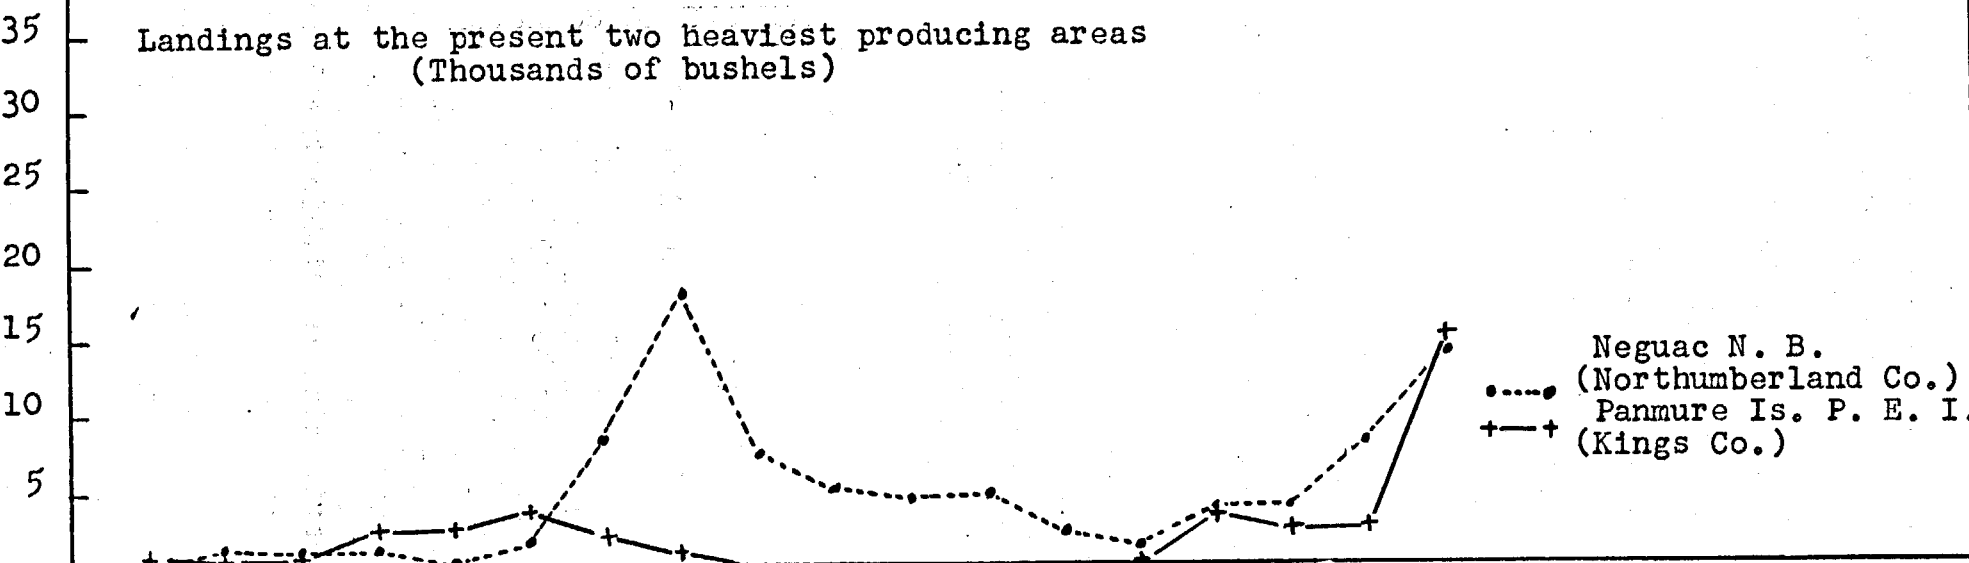 35
Landings at the present two heaviest producing areas
(Thousands of bushels)
30
25
20
15
10
5
Neguac N. B.
(Northumberland Co.)
Panmure Is. P. E. I.
(Kings Co.)